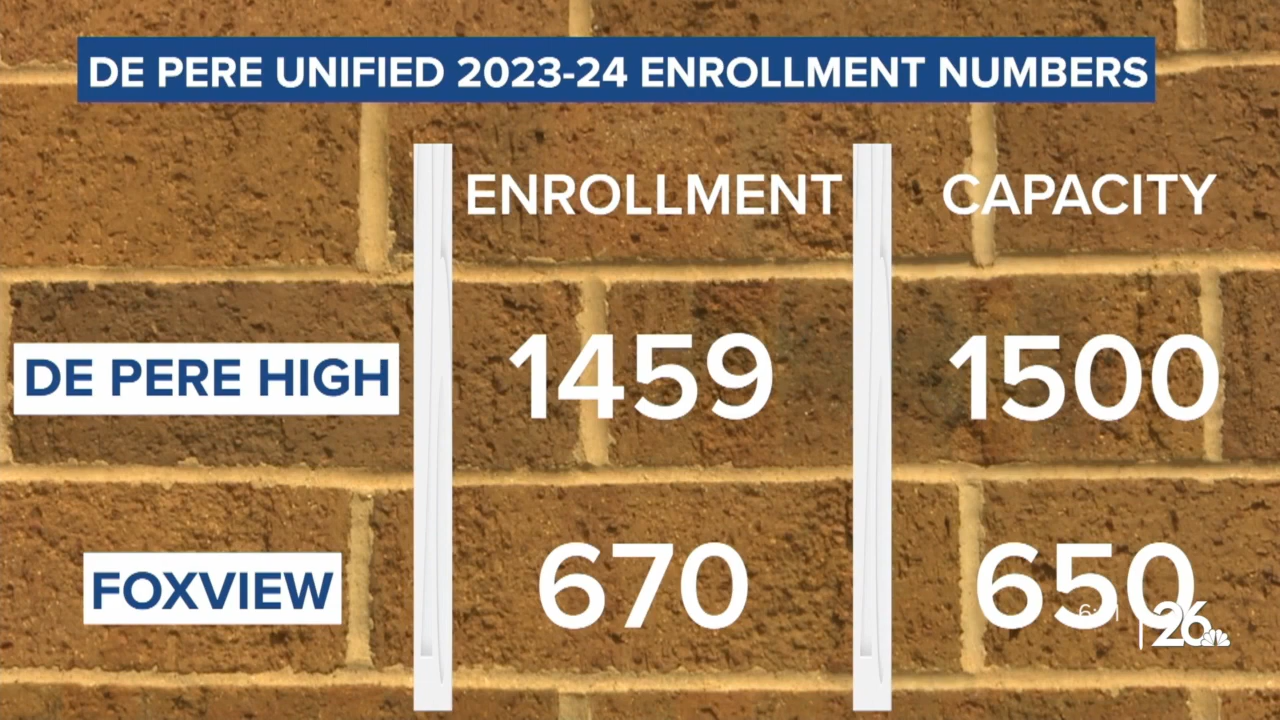 DE PERE UNIFIED 2023-24 ENROLLMENT NUMBERS
ENROLLMENT CAPACITY
DE PERE HIGH 1459 1500
FOXVIEW 670 650
26